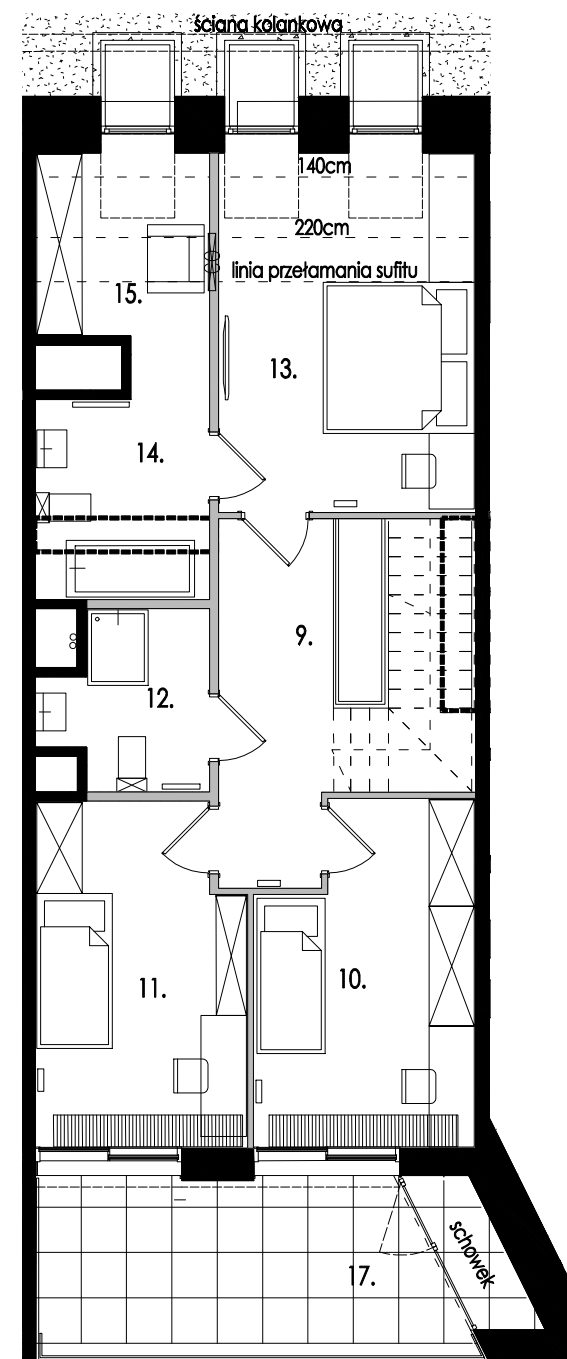 ściana kolankowa
140cm
220cm
linia przełamania sufitu
15.
13.
14.
9.
12.
11.
10.
17.
schowek